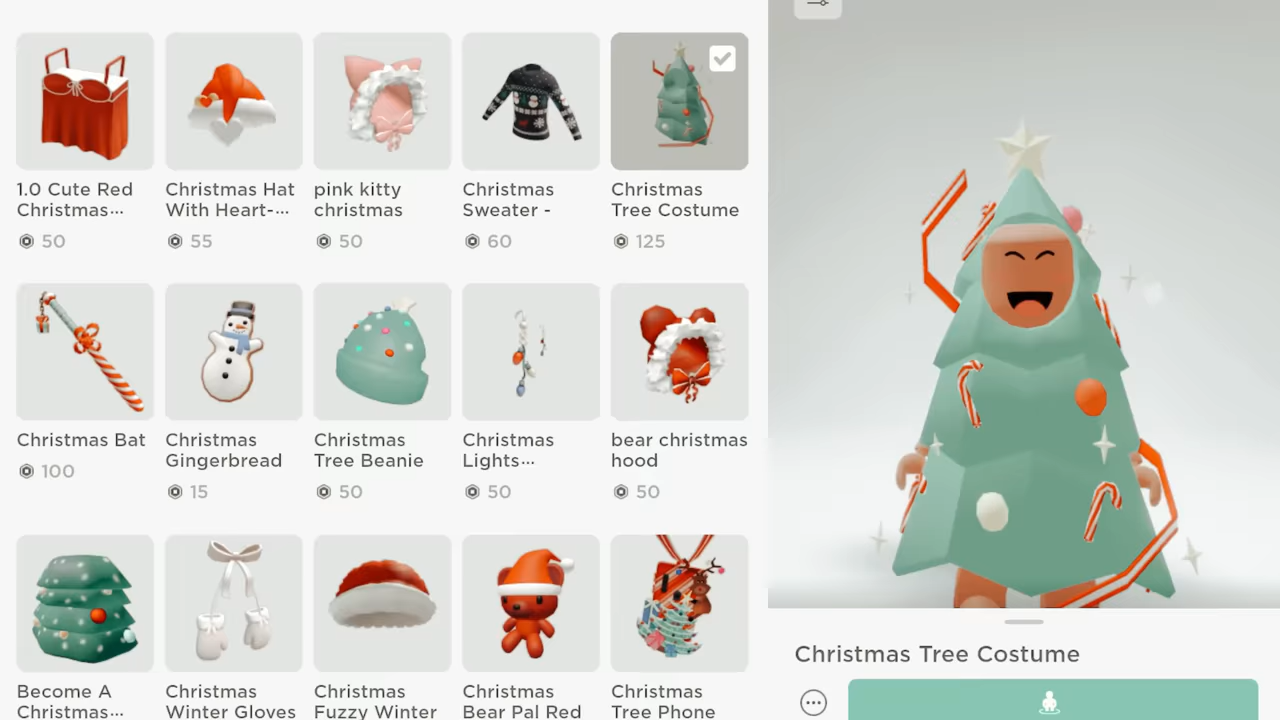 1.0 Cute Red
Christmas...
50
Christmas Hat
With Heart-...
55
pink kitty
christmas
50
Christmas
Sweater -
60
Christmas
Tree Costume
125
Christmas Bat
100
Christmas
Gingerbread
15
Christmas
Tree Beanie
50
Christmas
Lights...
50
bear christmas
hood
50
Become A
Christmas...
Christmas
Winter Gloves
Christmas
Fuzzy Winter
Christmas
Bear Pal Red
Christmas
Tree Phone
Christmas Tree Costume